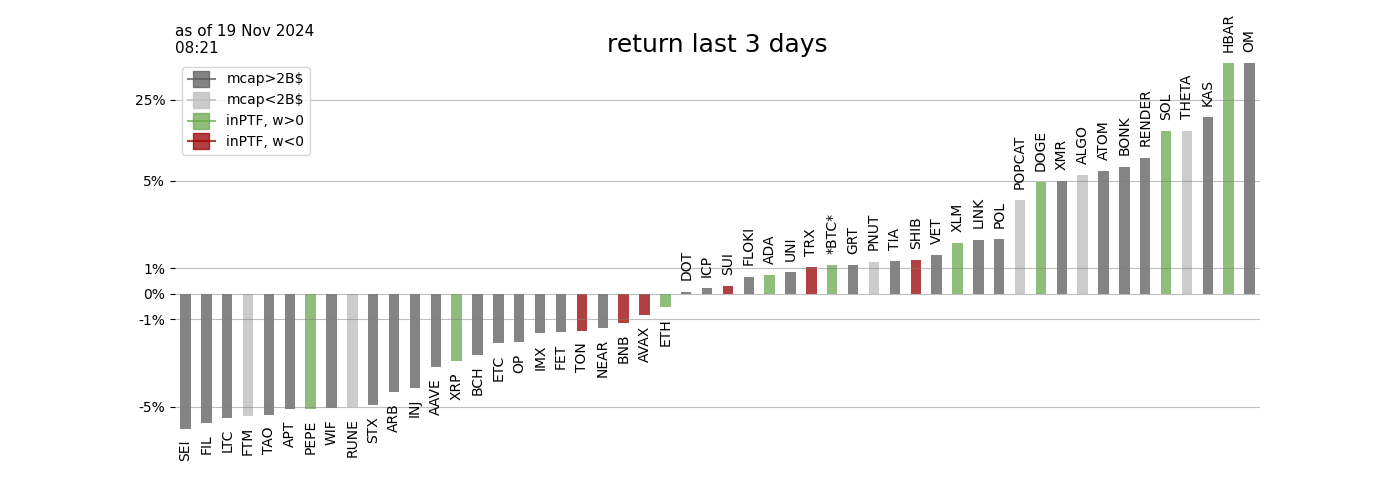 as of 19 Nov 2024
08:21
return last 3 days
mcap>2B$
mcap<2B$
inPTF, w>0
inPTF, w<0
25%
5%
1%
0%
-1%
-5%
SEI
FIL
LTC
FTM
TAO
APT
PEPE
WIF
RUNE
STX
ARB
INJ
AAVE
XRP
BCH
ETC
OP
IMX
FET
TON
NEAR
BNB
AVAX
ETH
DOT
ICP
SUI
FLOKI
ADA
UNI
TRX
*BTC*
GRT
PNUT
TIA
SHIB
VET
XLM
LINK
POL
POPCAT
DOGE
XMR
ALGO
ATOM
BONK
RENDER
SOL
THETA
KAS
HBAR
OM